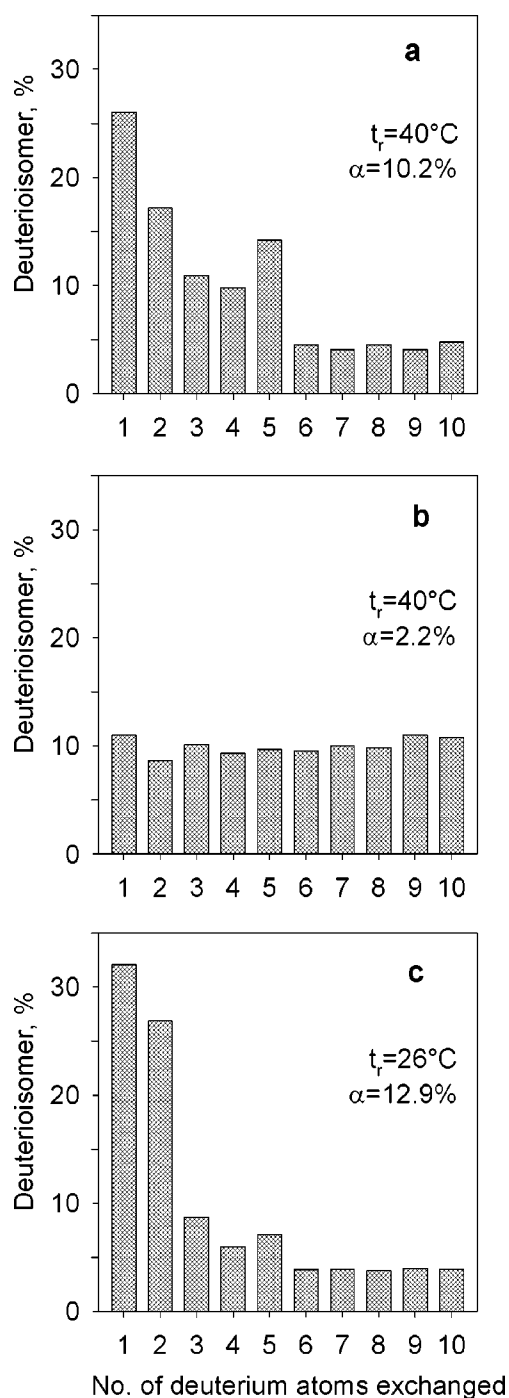 a
t_r=40°C
α=10.2%
Deuterioisomer, %
30
20
10
0
1 2 3 4 5 6 7 8 9 10
b
t_r=40°C
α=2.2%
Deuterioisomer, %
30
20
10
0
1 2 3 4 5 6 7 8 9 10
c
t_r=26°C
α=12.9%
Deuterioisomer, %
30
20
10
0
1 2 3 4 5 6 7 8 9 10
No. of deuterium atoms exchanged